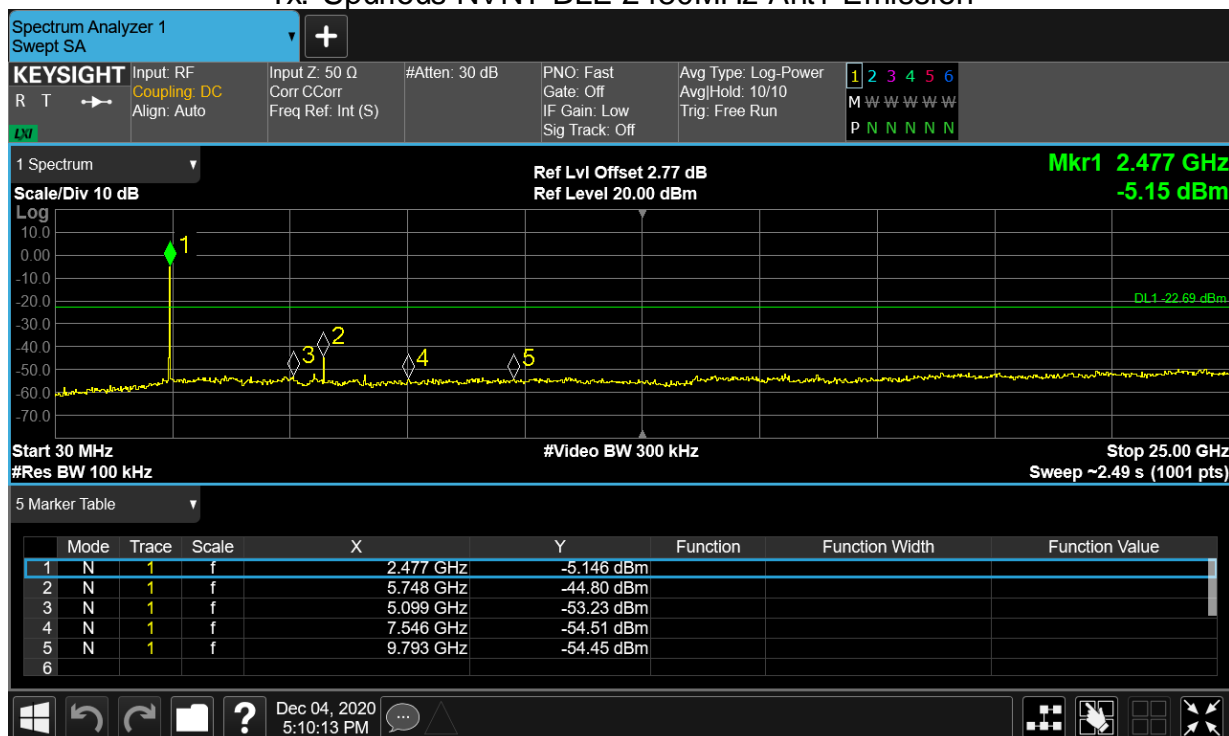 Tx. Spurious NVNT BLE 2480MHz Ant1 Emission
Spectrum Analyzer 1
Swept SA
+
KEYSIGHT
R T
LXI
Input: RF
Coupling: DC
Align: Auto
Input Z: 50 Ω
Corr CCorr
Freq Ref: Int (S)
#Atten: 30 dB
PNO: Fast
Gate: Off
IF Gain: Low
Sig Track: Off
Avg Type: Log-Power
Avg|Hold: 10/10
Trig: Free Run
1 2 3 4 5 6
M W W W W W
P N N N N N
1 Spectrum
Scale/Div 10 dB
Ref Lvl Offset 2.77 dB
Ref Level 20.00 dBm
Mkr1 2.477 GHz
-5.15 dBm
Log
10.0
0.00
-10.0
-20.0
-30.0
-40.0
-50.0
-60.0
-70.0
1
DL1 -22.69 dBm
2
3
4
5
Start 30 MHz
#Video BW 300 kHz
Stop 25.00 GHz
#Res BW 100 kHz
Sweep ~2.49 s (1001 pts)
5 Marker Table
Mode Trace Scale X Y Function Function Width Function Value
1 N 1 f 2.477 GHz -5.146 dBm
2 N 1 f 5.748 GHz -44.80 dBm
3 N 1 f 5.099 GHz -53.23 dBm
4 N 1 f 7.546 GHz -54.51 dBm
5 N 1 f 9.793 GHz -54.45 dBm
6
?
Dec 04, 2020
5:10:13 PM